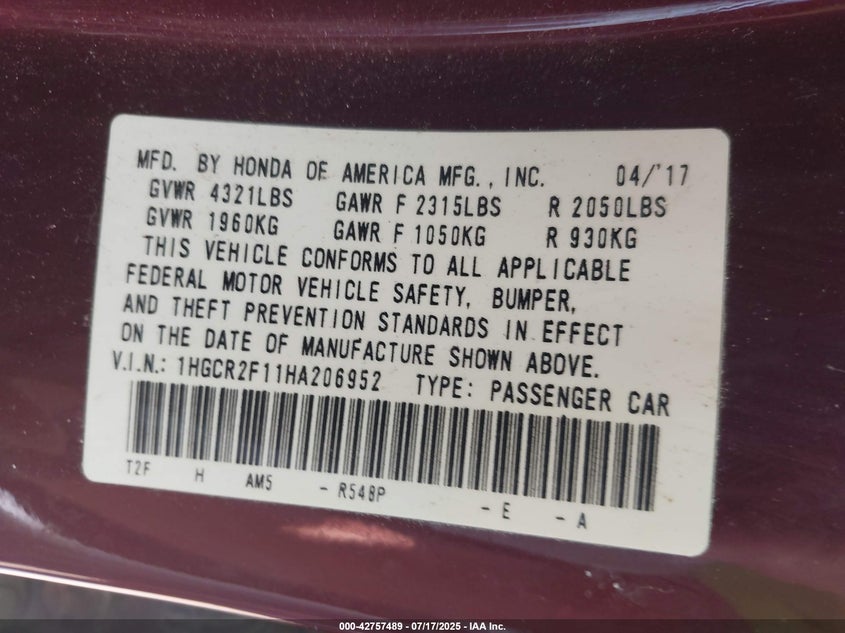 MFD. BY HONDA OF AMERICA MFG., INC. 04/'17
GVWR 4321LBS GAWR F 2315LBS R 2050LBS
GVWR 1960KG GAWR F 1050KG R 930KG
THIS VEHICLE CONFORMS TO ALL APPLICABLE
FEDERAL MOTOR VEHICLE SAFETY, BUMPER,
AND THEFT PREVENTION STANDARDS IN EFFECT
ON THE DATE OF MANUFACTURE SHOWN ABOVE.
V.I.N.: 1HGCR2F11HA206952 TYPE: PASSENGER CAR
T2F H AM5 - R548P - E - A
000-42757489 - 07/17/2025 - IAA Inc.